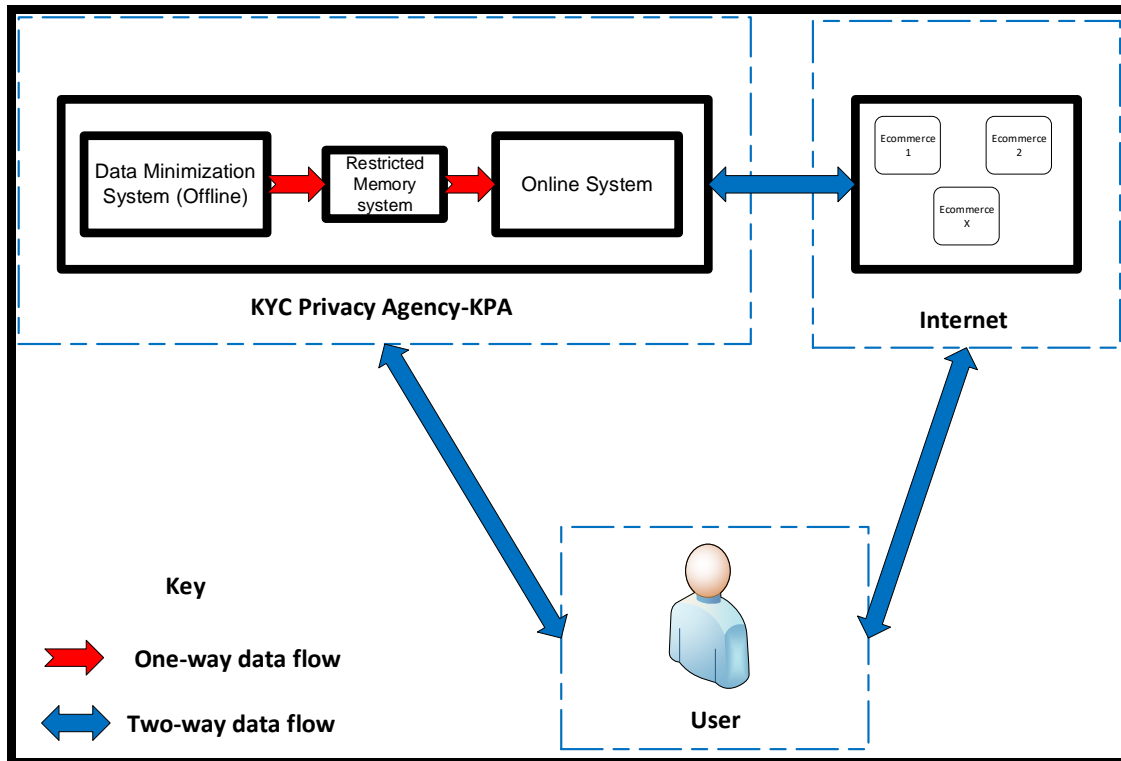 Data Minimization
System (Offline)
Restricted
Memory
system
Online System
Ecommerce
1
Ecommerce
2
Ecommerce
X
KYC Privacy Agency-KPA
Internet
Key
One-way data flow
Two-way data flow
User